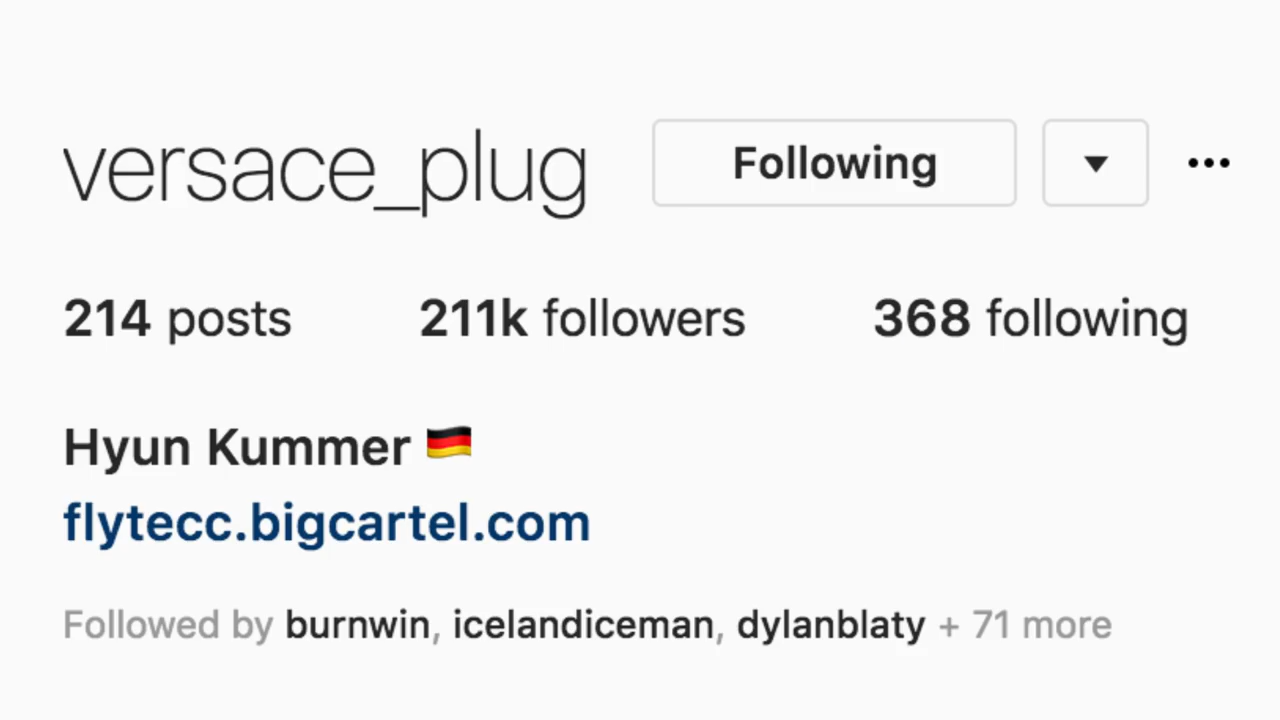 versace_plug Following
214 posts 211k followers 368 following
Hyun Kummer 🇩🇪
flytecc.bigcartel.com
Followed by burnwin, icelandiceman, dylanblaty + 71 more